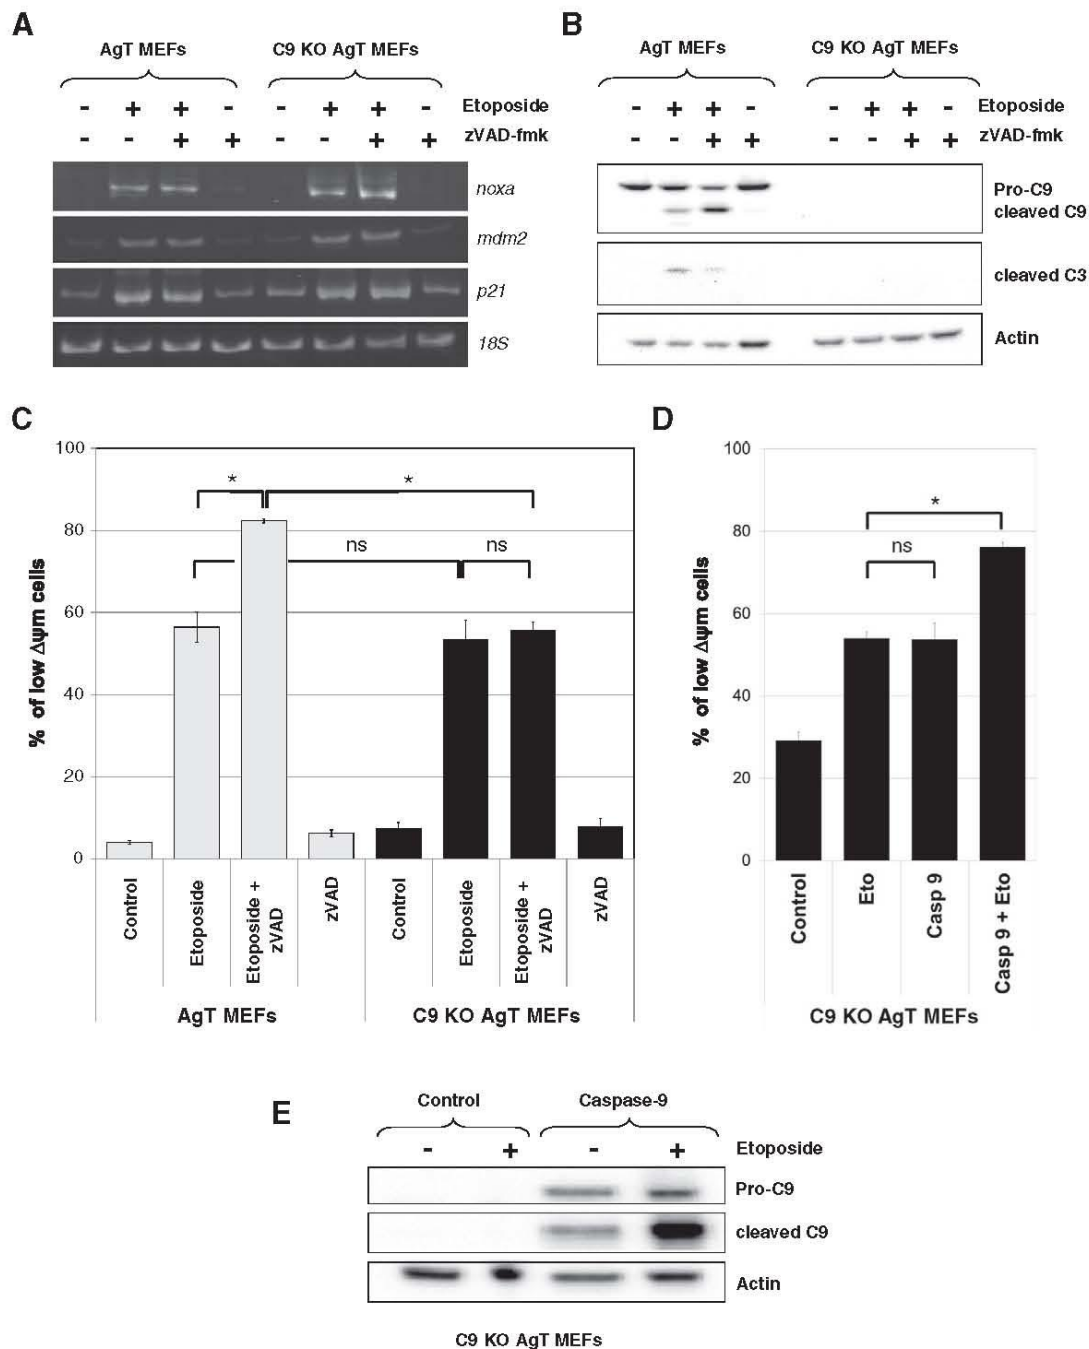 A
AgT MEFs
C9 KO AgT MEFs
- + + - - + + - Etoposide
- - + + - - + + zVAD-fmk
noxa
mdm2
p21
18S
B
AgT MEFs
C9 KO AgT MEFs
- + + - - + + - Etoposide
- - + + - - + + zVAD-fmk
Pro-C9
cleaved C9
cleaved C3
Actin
C
% of low Δψm cells
100
80
60
40
20
0
*
*
ns
ns
Control
Etoposide
Etoposide +
zVAD
zVAD
Control
Etoposide
Etoposide +
zVAD
zVAD
AgT MEFs
C9 KO AgT MEFs
D
% of low Δψm cells
100
80
60
40
20
0
*
ns
Control
Eto
Casp 9
Casp 9 + Eto
C9 KO AgT MEFs
E
Control
Caspase-9
- + - + Etoposide
Pro-C9
cleaved C9
Actin
C9 KO AgT MEFs